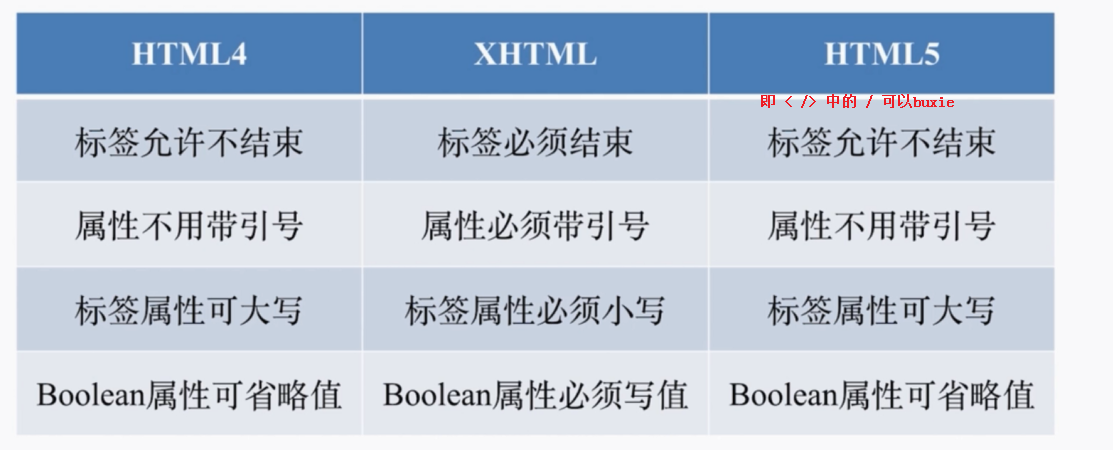 HTML4 XHTML HTML5
即 < /> 中的 / 可以buxie
标签允许不结束 标签必须结束 标签允许不结束
属性不用带引号 属性必须带引号 属性不用带引号
标签属性可大写 标签属性必须小写 标签属性可大写
Boolean属性可省略值 Boolean属性必须写值 Boolean属性可省略值